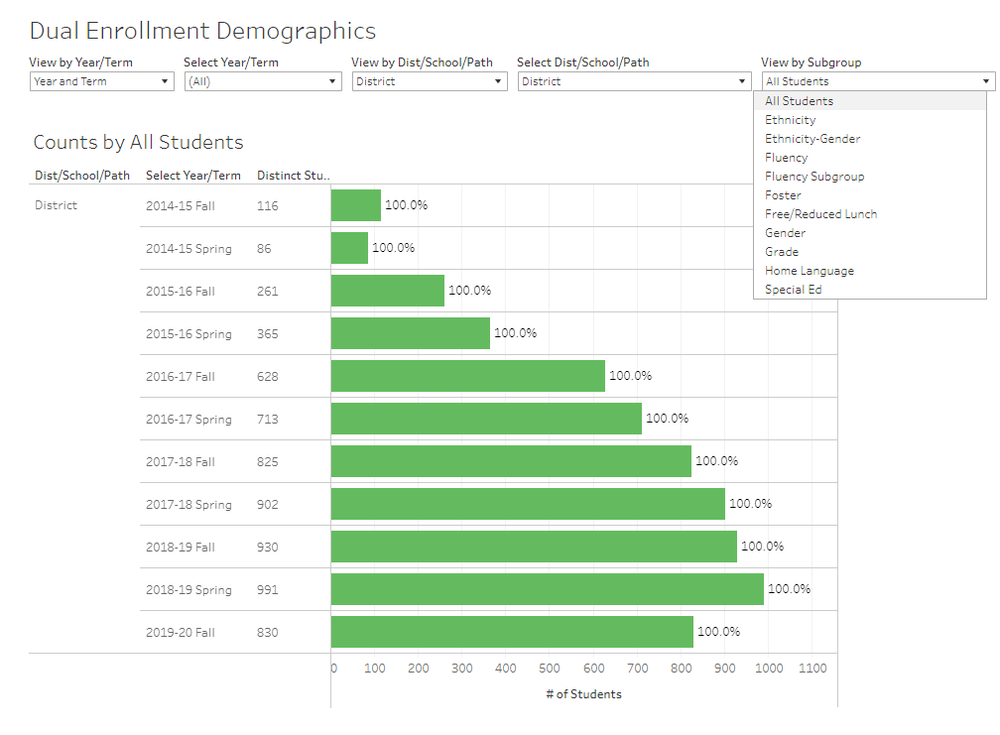 Dual Enrollment Demographics
View by Year/Term Select Year/Term View by Dist/School/Path Select Dist/School/Path View by Subgroup
Year and Term (All) District District All Students
All Students
Ethnicity
Ethnicity-Gender
Fluency
Fluency Subgroup
Foster
Free/Reduced Lunch
Gender
Grade
Home Language
Special Ed
Counts by All Students
Dist/School/Path Select Year/Term Distinct Stu..
District 2014-15 Fall 116 100.0%
2014-15 Spring 86 100.0%
2015-16 Fall 261 100.0%
2015-16 Spring 365 100.0%
2016-17 Fall 628 100.0%
2016-17 Spring 713 100.0%
2017-18 Fall 825 100.0%
2017-18 Spring 902 100.0%
2018-19 Fall 930 100.0%
2018-19 Spring 991 100.0%
2019-20 Fall 830 100.0%
0 100 200 300 400 500 600 700 800 900 1000 1100
# of Students